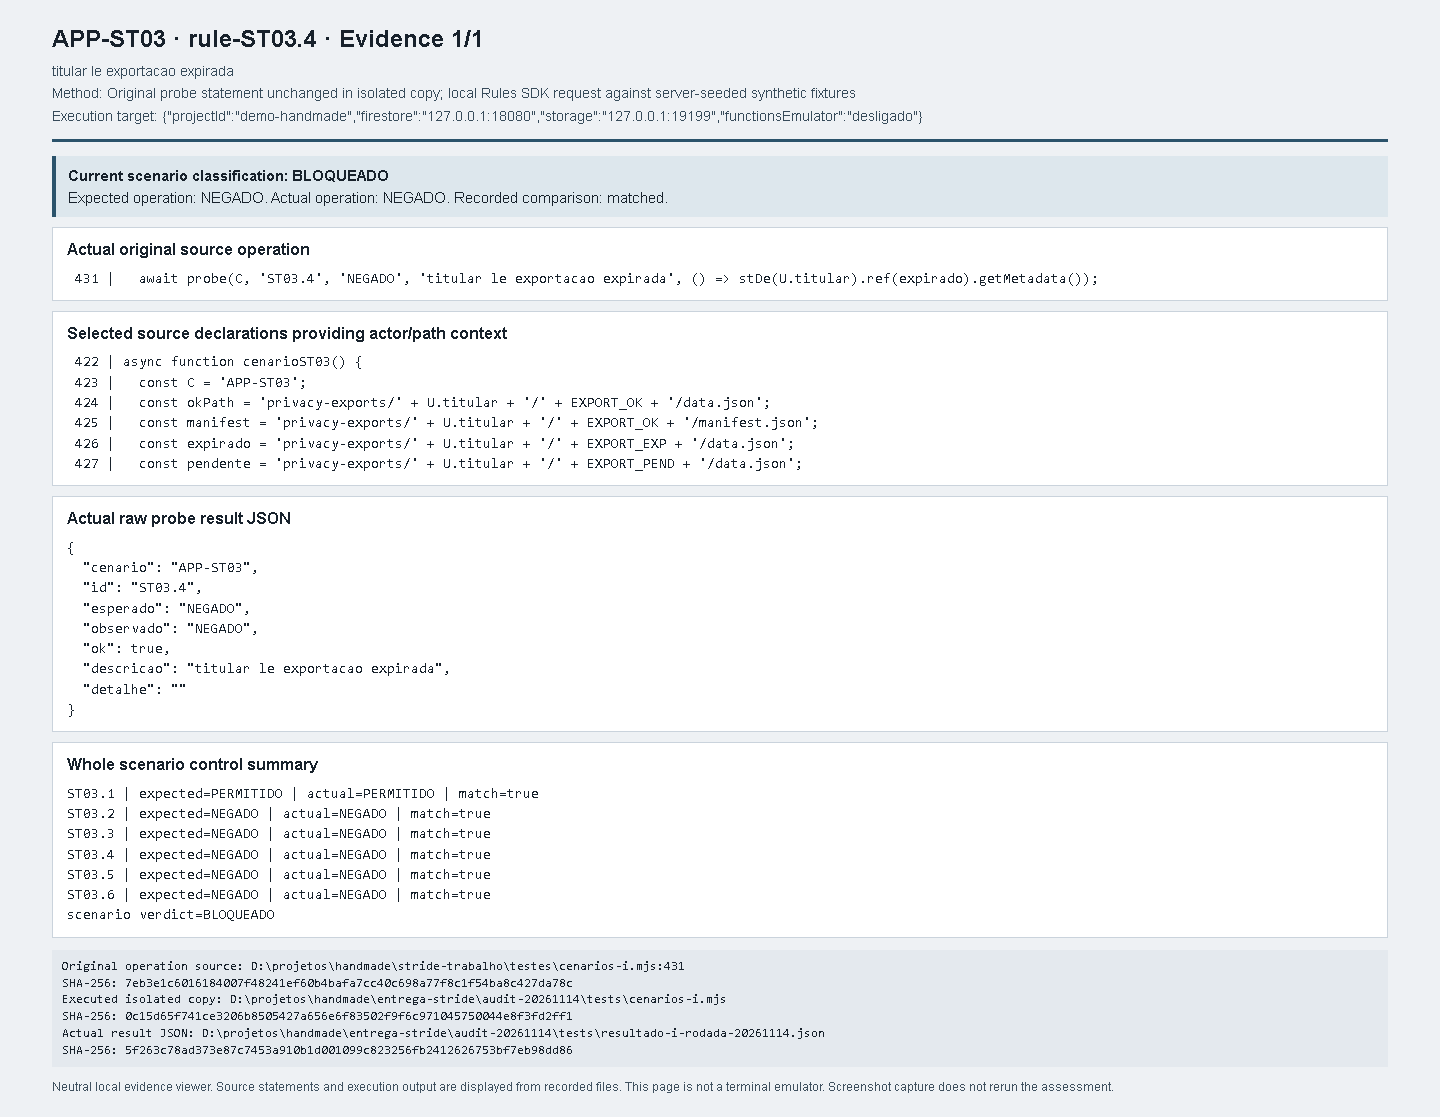 APP-ST03 · rule-ST03.4 · Evidence 1/1
titular le exportacao expirada
Method: Original probe statement unchanged in isolated copy; local Rules SDK request against server-seeded synthetic fixtures
Execution target: {"projectId":"demo-handmade","firestore":"127.0.0.1:18080","storage":"127.0.0.1:19199","functionsEmulator":"desligado"}
Current scenario classification: BLOQUEADO
Expected operation: NEGADO. Actual operation: NEGADO. Recorded comparison: matched.
Actual original source operation
431 |   await probe(C, 'ST03.4', 'NEGADO', 'titular le exportacao expirada', () => stDe(U.titular).ref(expirado).getMetadata());
Selected source declarations providing actor/path context
422 | async function cenarioST03() {
423 |   const C = 'APP-ST03';
424 |   const okPath = 'privacy-exports/' + U.titular + '/' + EXPORT_OK + '/data.json';
425 |   const manifest = 'privacy-exports/' + U.titular + '/' + EXPORT_OK + '/manifest.json';
426 |   const expirado = 'privacy-exports/' + U.titular + '/' + EXPORT_EXP + '/data.json';
427 |   const pendente = 'privacy-exports/' + U.titular + '/' + EXPORT_PEND + '/data.json';
Actual raw probe result JSON
{
  "cenario": "APP-ST03",
  "id": "ST03.4",
  "esperado": "NEGADO",
  "observado": "NEGADO",
  "ok": true,
  "descricao": "titular le exportacao expirada",
  "detalhe": ""
}
Whole scenario control summary
ST03.1 | expected=PERMITIDO | actual=PERMITIDO | match=true
ST03.2 | expected=NEGADO | actual=NEGADO | match=true
ST03.3 | expected=NEGADO | actual=NEGADO | match=true
ST03.4 | expected=NEGADO | actual=NEGADO | match=true
ST03.5 | expected=NEGADO | actual=NEGADO | match=true
ST03.6 | expected=NEGADO | actual=NEGADO | match=true
scenario verdict=BLOQUEADO
Original operation source: D:\projetos\handmade\stride-trabalho\testes\cenarios-i.mjs:431
SHA-256: 7eb3e1c6016184007f48241ef60b4bafa7cc40c698a77f8c1f54ba8c427da78c
Executed isolated copy: D:\projetos\handmade\entrega-stride\audit-20261114\tests\cenarios-i.mjs
SHA-256: 0c15d65f741ce3206b8505427a656e6f83502f9f6c971045750044e8f3fd2ff1
Actual result JSON: D:\projetos\handmade\entrega-stride\audit-20261114\tests\resultado-i-rodada-20261114.json
SHA-256: 5f263c78ad373e87c7453a910b1d001099c823256fb2412626753bf7eb98dd86
Neutral local evidence viewer. Source statements and execution output are displayed from recorded files. This page is not a terminal emulator. Screenshot capture does not rerun the assessment.